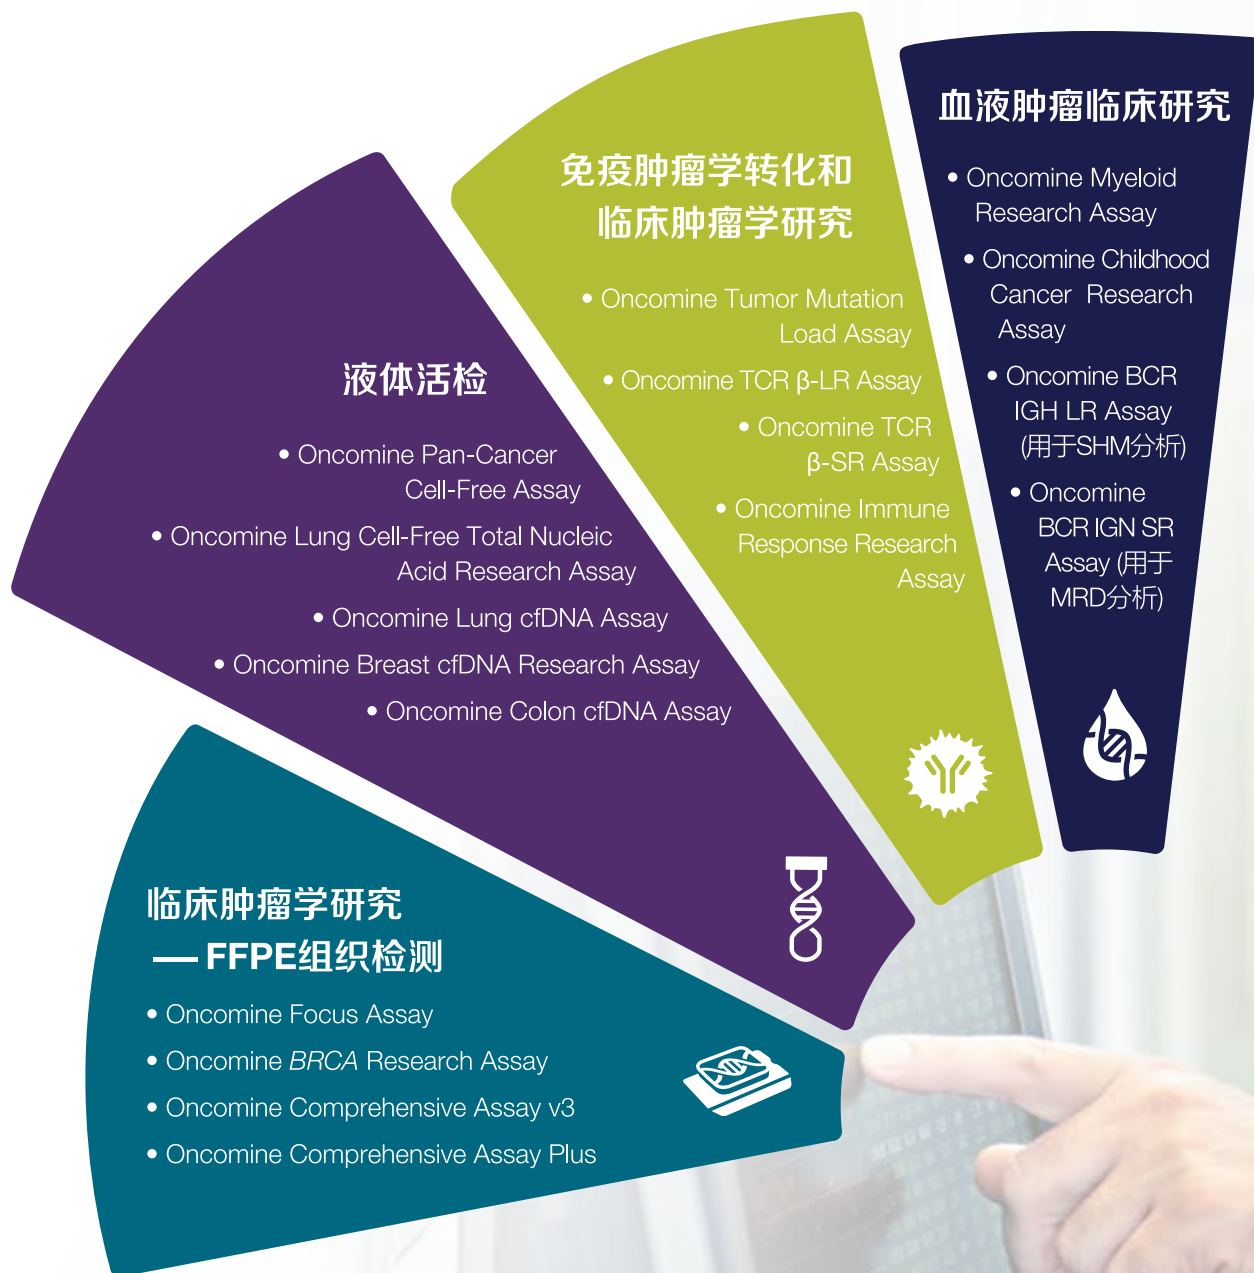 血液肿瘤临床研究
• Oncomine Myeloid
Research Assay
• Oncomine Childhood
Cancer Research
Assay
• Oncomine BCR
IGH LR Assay
(用于SHM分析)
• Oncomine
BCR IGN SR
Assay (用于
MRD分析)
免疫肿瘤学转化和
临床肿瘤学研究
• Oncomine Tumor Mutation
Load Assay
• Oncomine TCR β-LR Assay
• Oncomine TCR
β-SR Assay
• Oncomine Immune
Response Research
Assay
液体活检
• Oncomine Pan-Cancer
Cell-Free Assay
• Oncomine Lung Cell-Free Total Nucleic
Acid Research Assay
• Oncomine Lung cfDNA Assay
• Oncomine Breast cfDNA Research Assay
• Oncomine Colon cfDNA Assay
临床肿瘤学研究
— FFPE组织检测
• Oncomine Focus Assay
• Oncomine BRCA Research Assay
• Oncomine Comprehensive Assay v3
• Oncomine Comprehensive Assay Plus